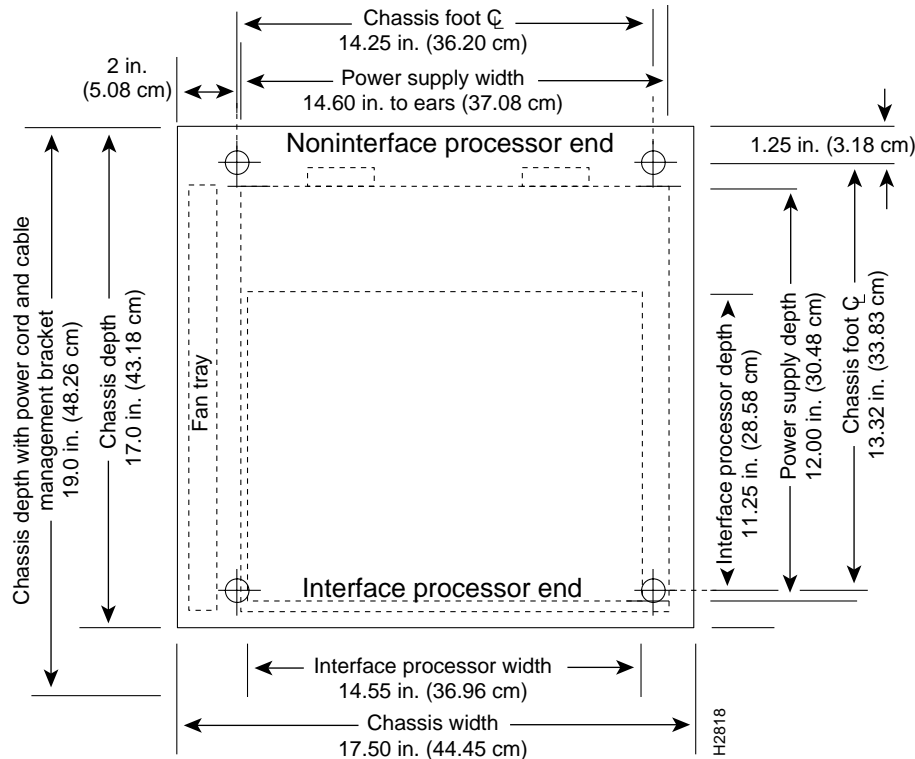 Chassis foot ℄
14.25 in. (36.20 cm)
2 in.
(5.08 cm)
Power supply width
14.60 in. to ears (37.08 cm)
Noninterface processor end
1.25 in. (3.18 cm)
Chassis depth with power cord and cable
management bracket
19.0 in. (48.26 cm)
Chassis depth
17.0 in. (43.18 cm)
Fan tray
Interface processor depth
11.25 in. (28.58 cm)
Power supply depth
12.00 in. (30.48 cm)
Chassis foot ℄
13.32 in. (33.83 cm)
Interface processor end
Interface processor width
14.55 in. (36.96 cm)
Chassis width
17.50 in. (44.45 cm)
H2818